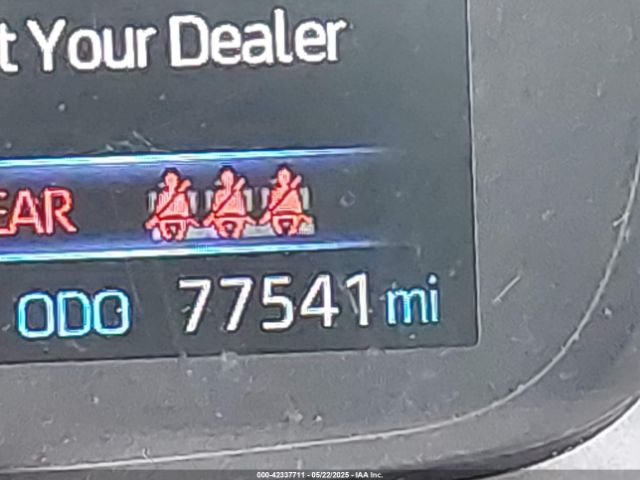 t Your Dealer
EAR
ODO 77541 mi
000-42337711 - 05/22/2025 - IAA Inc.